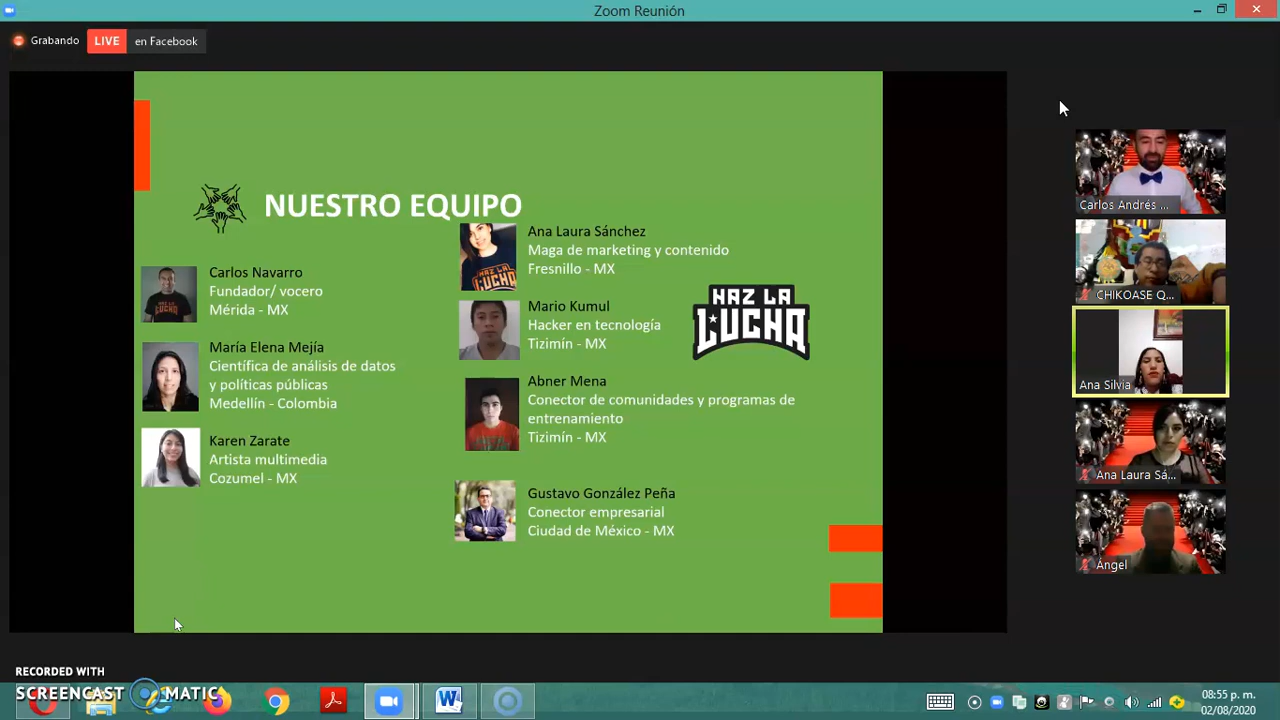 Zoom Reunión
Grabando
LIVE
en Facebook
NUESTRO EQUIPO
Carlos Navarro
Fundador/ vocero
Mérida - MX
María Elena Mejía
Científica de análisis de datos
y políticas públicas
Medellín - Colombia
Karen Zarate
Artista multimedia
Cozumel - MX
Ana Laura Sánchez
Maga de marketing y contenido
Fresnillo - MX
Mario Kumul
Hacker en tecnología
Tizimín - MX
Abner Mena
Conector de comunidades y programas de
entrenamiento
Tizimín - MX
Gustavo González Peña
Conector empresarial
Ciudad de México - MX
HAZ LA
LUCHA
HAZ LA
LUCHA
Carlos Andrés ...
CHIKOASE Q...
Ana Silvia
Ana Laura Sá...
Ángel
RECORDED WITH
SCREENCAST MATIC
08:55 p. m.
02/08/2020